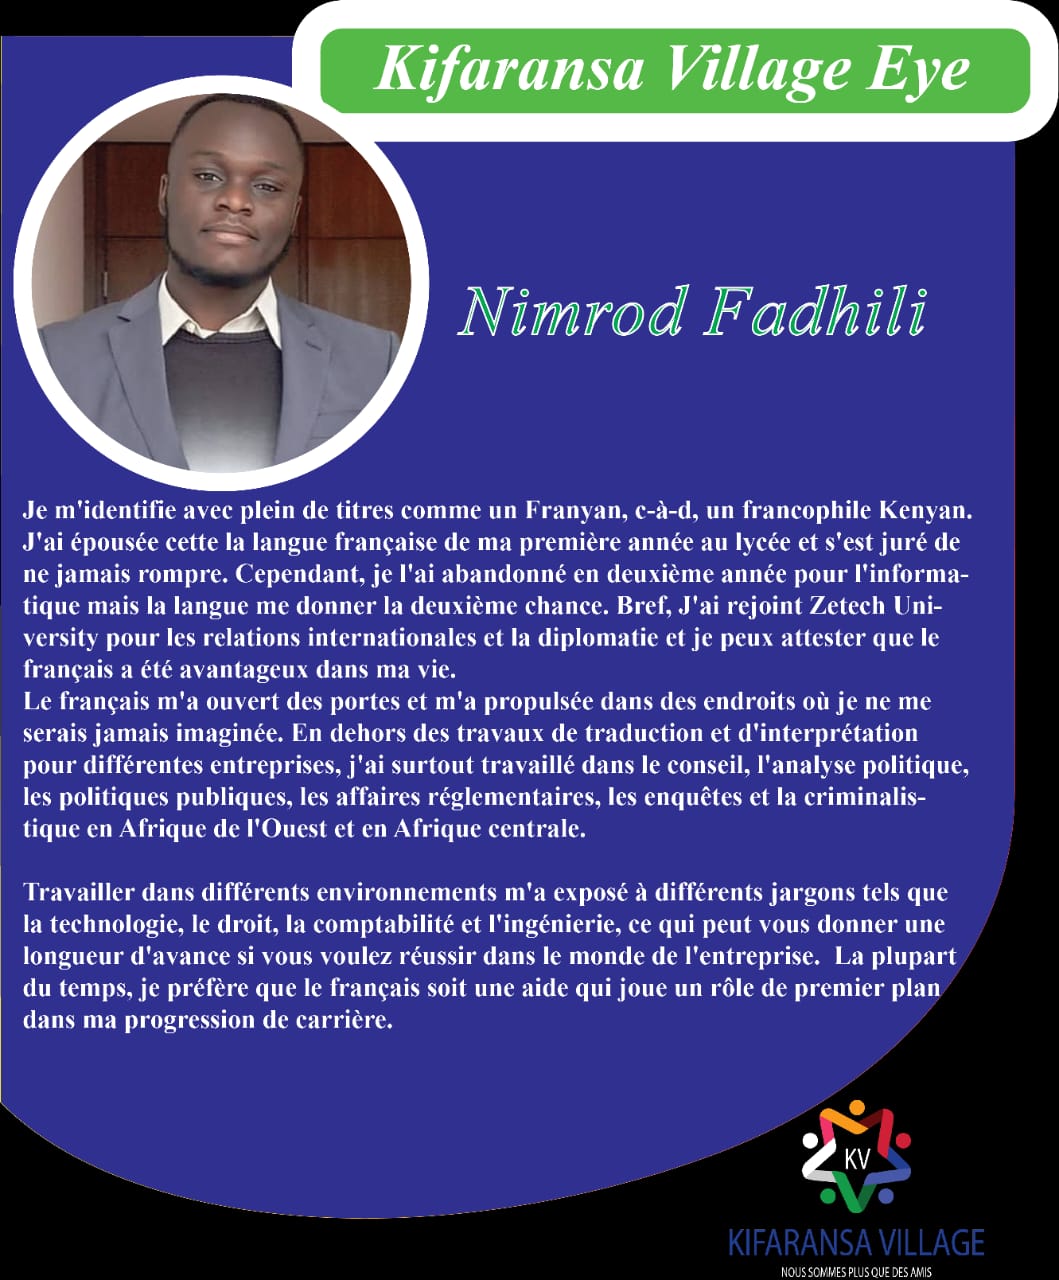 Kifaransa Village Eye
Nimrod Fadhili
Je m'identifie avec plein de titres comme un Franyan, c-à-d, un francophile Kenyan.
J'ai épousée cette la langue française de ma première année au lycée et s'est juré de
ne jamais rompre. Cependant, je l'ai abandonné en deuxième année pour l'informa-
tique mais la langue me donner la deuxième chance. Bref, J'ai rejoint Zetech Uni-
versity pour les relations internationales et la diplomatie et je peux attester que le
français a été avantageux dans ma vie.
Le français m'a ouvert des portes et m'a propulsée dans des endroits où je ne me
serais jamais imaginée. En dehors des travaux de traduction et d'interprétation
pour différentes entreprises, j'ai surtout travaillé dans le conseil, l'analyse politique,
les politiques publiques, les affaires réglementaires, les enquêtes et la criminalis-
tique en Afrique de l'Ouest et en Afrique centrale.
Travailler dans différents environnements m'a exposé à différents jargons tels que
la technologie, le droit, la comptabilité et l'ingénierie, ce qui peut vous donner une
longueur d'avance si vous voulez réussir dans le monde de l'entreprise. La plupart
du temps, je préfère que le français soit une aide qui joue un rôle de premier plan
dans ma progression de carrière.
KV
KIFARANSA VILLAGE
NOUS SOMMES PLUS QUE DES AMIS